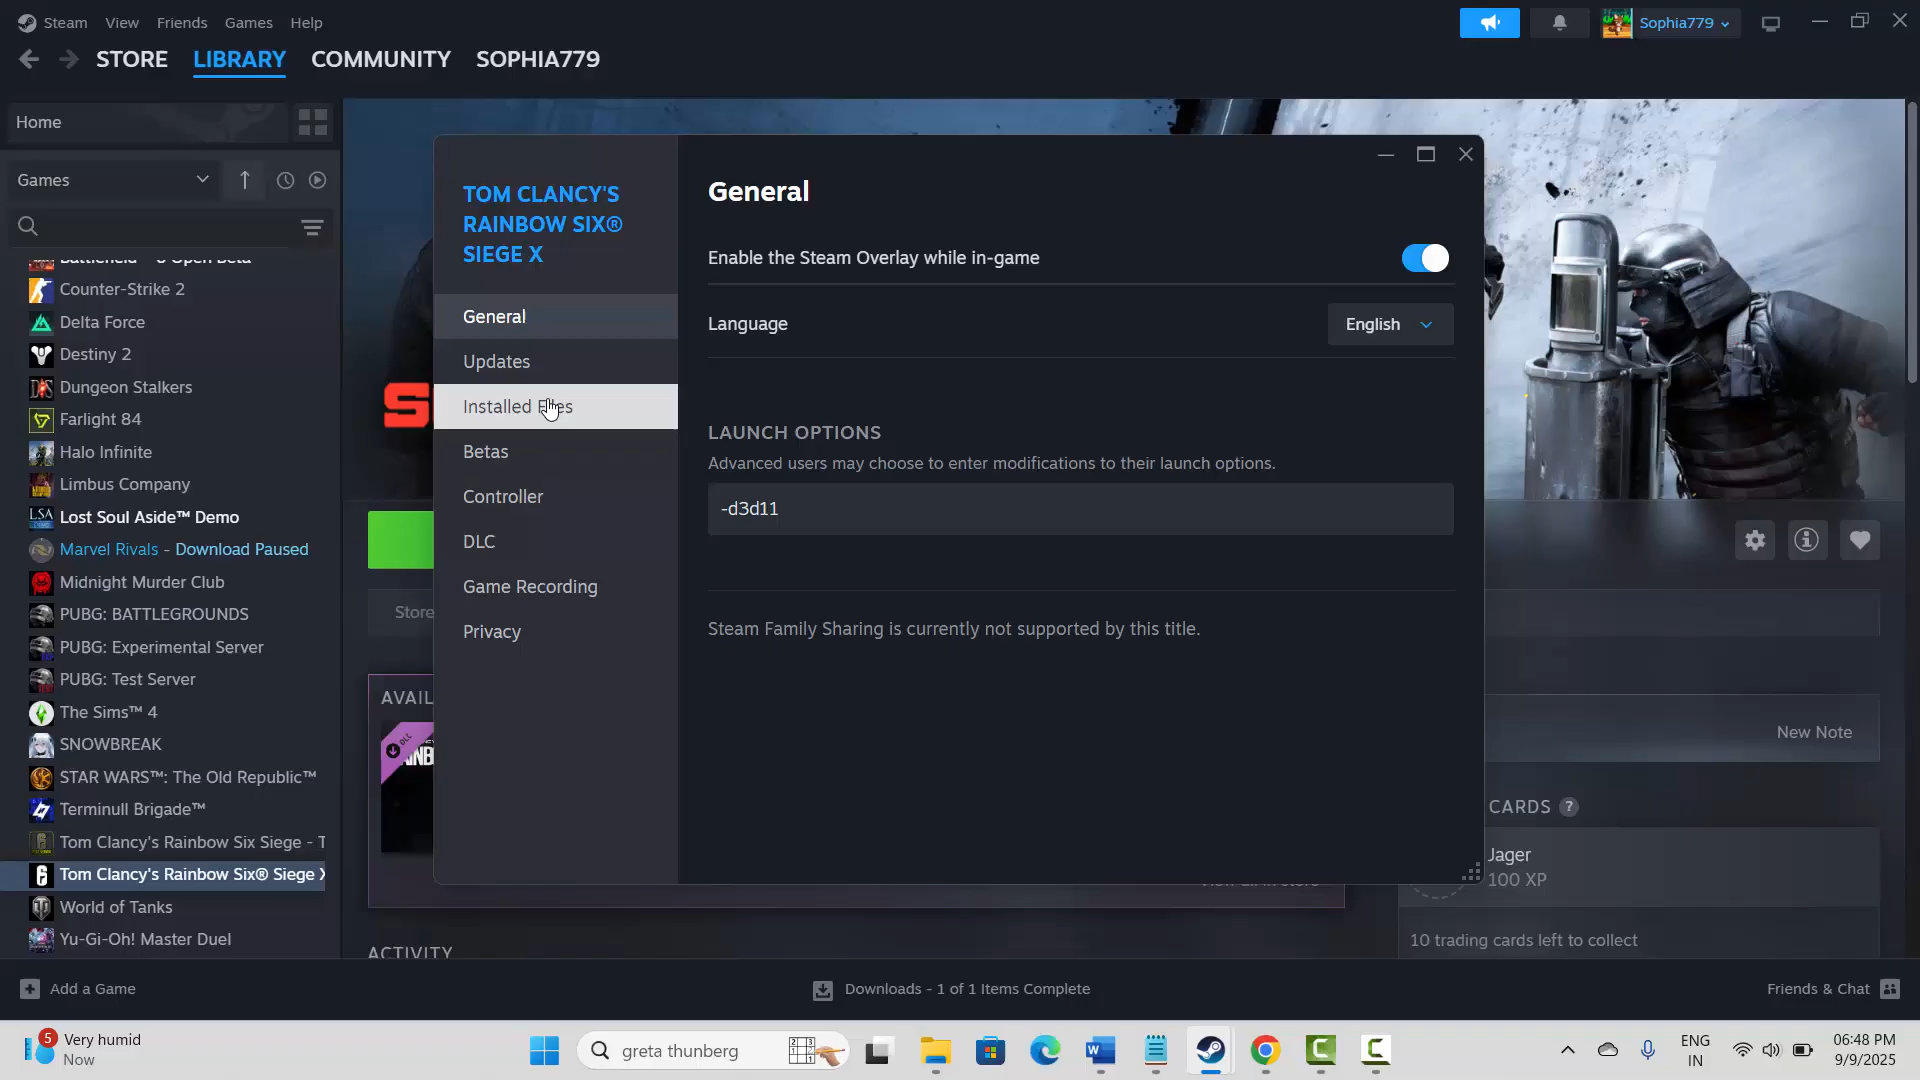 Steam View Friends Games Help
Sophia779
STORE LIBRARY COMMUNITY SOPHIA779
Home
Games
Counter-Strike 2
Delta Force
Destiny 2
Dungeon Stalkers
Farlight 84
Halo Infinite
Limbus Company
Lost Soul Aside™ Demo
Marvel Rivals - Download Paused
Midnight Murder Club
PUBG: BATTLEGROUNDS
PUBG: Experimental Server
PUBG: Test Server
The Sims™ 4
SNOWBREAK
STAR WARS™: The Old Republic™
Terminull Brigade™
Tom Clancy's Rainbow Six Siege - T
Tom Clancy's Rainbow Six® Siege X
World of Tanks
Yu-Gi-Oh! Master Duel
TOM CLANCY'S
RAINBOW SIX®
SIEGE X
General
Updates
Installed Files
Betas
Controller
DLC
Game Recording
Privacy
General
Enable the Steam Overlay while in-game
Language English
LAUNCH OPTIONS
Advanced users may choose to enter modifications to their launch options.
-d3d11
Steam Family Sharing is currently not supported by this title.
S
Store
AVAIL
DLC
ACTIVITY
New Note
CARDS ?
Jager
100 XP
10 trading cards left to collect
Add a Game
Downloads - 1 of 1 Items Complete
Friends & Chat
5
Very humid
Now
greta thunberg
ENG
IN
06:48 PM
9/9/2025